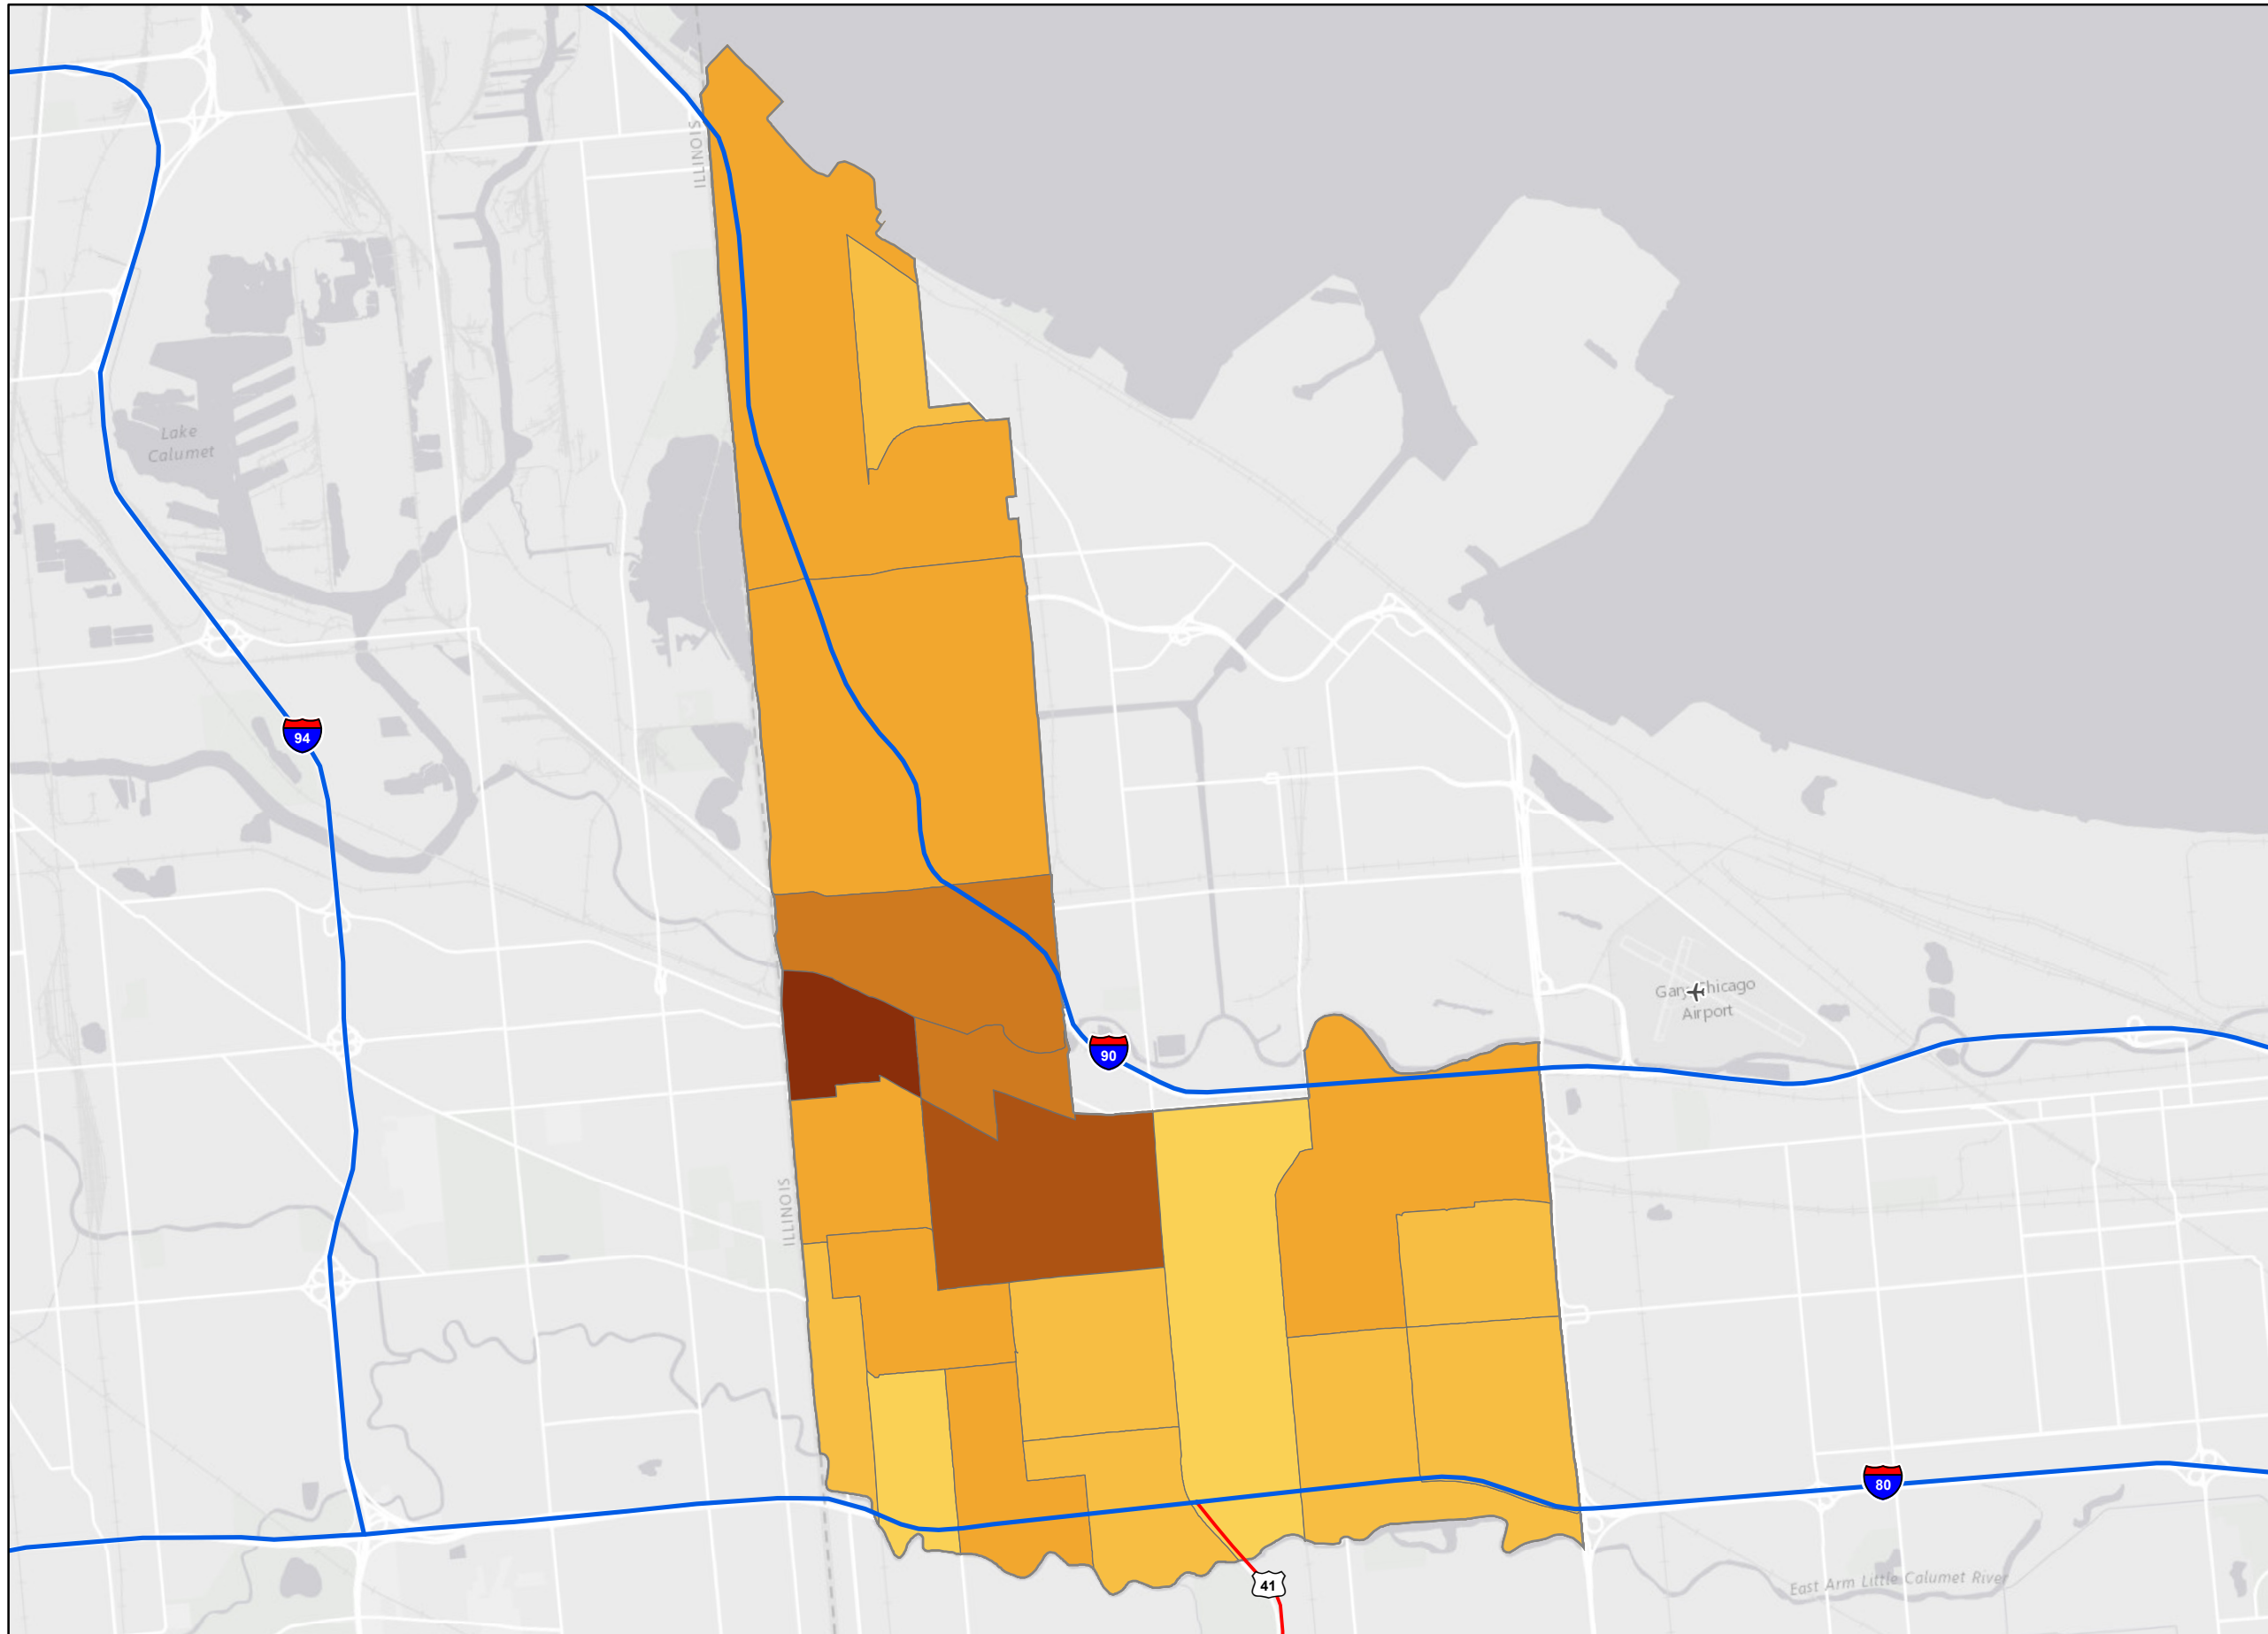 ILLINOIS
Lake
Calumet
94
Gary/Chicago
Airport
90
ILLINOIS
80
East Arm Little Calumet River
41